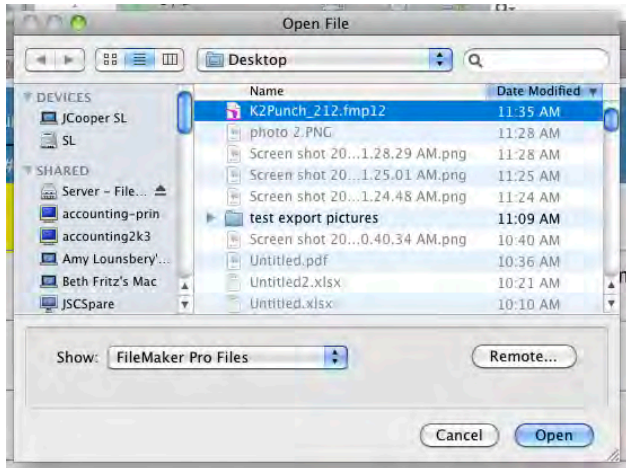 Open File
Desktop
Name Date Modified
DEVICES
JCooper SL
SL
SHARED
Server - File...
accounting-prin
accounting2k3
Amy Lounsbery'...
Beth Fritz's Mac
JSCSpare
K2Punch_212.fmp12 11:35 AM
photo 2.PNG 11:28 AM
Screen shot 20...1.28.29 AM.png 11:28 AM
Screen shot 20...1.25.01 AM.png 11:25 AM
Screen shot 20...1.24.48 AM.png 11:24 AM
test export pictures 11:09 AM
Screen shot 20...0.40.34 AM.png 10:40 AM
Untitled.pdf 10:36 AM
Untitled2.xlsx 10:21 AM
Untitled.xlsx 10:10 AM
Show: FileMaker Pro Files
Remote...
Cancel Open